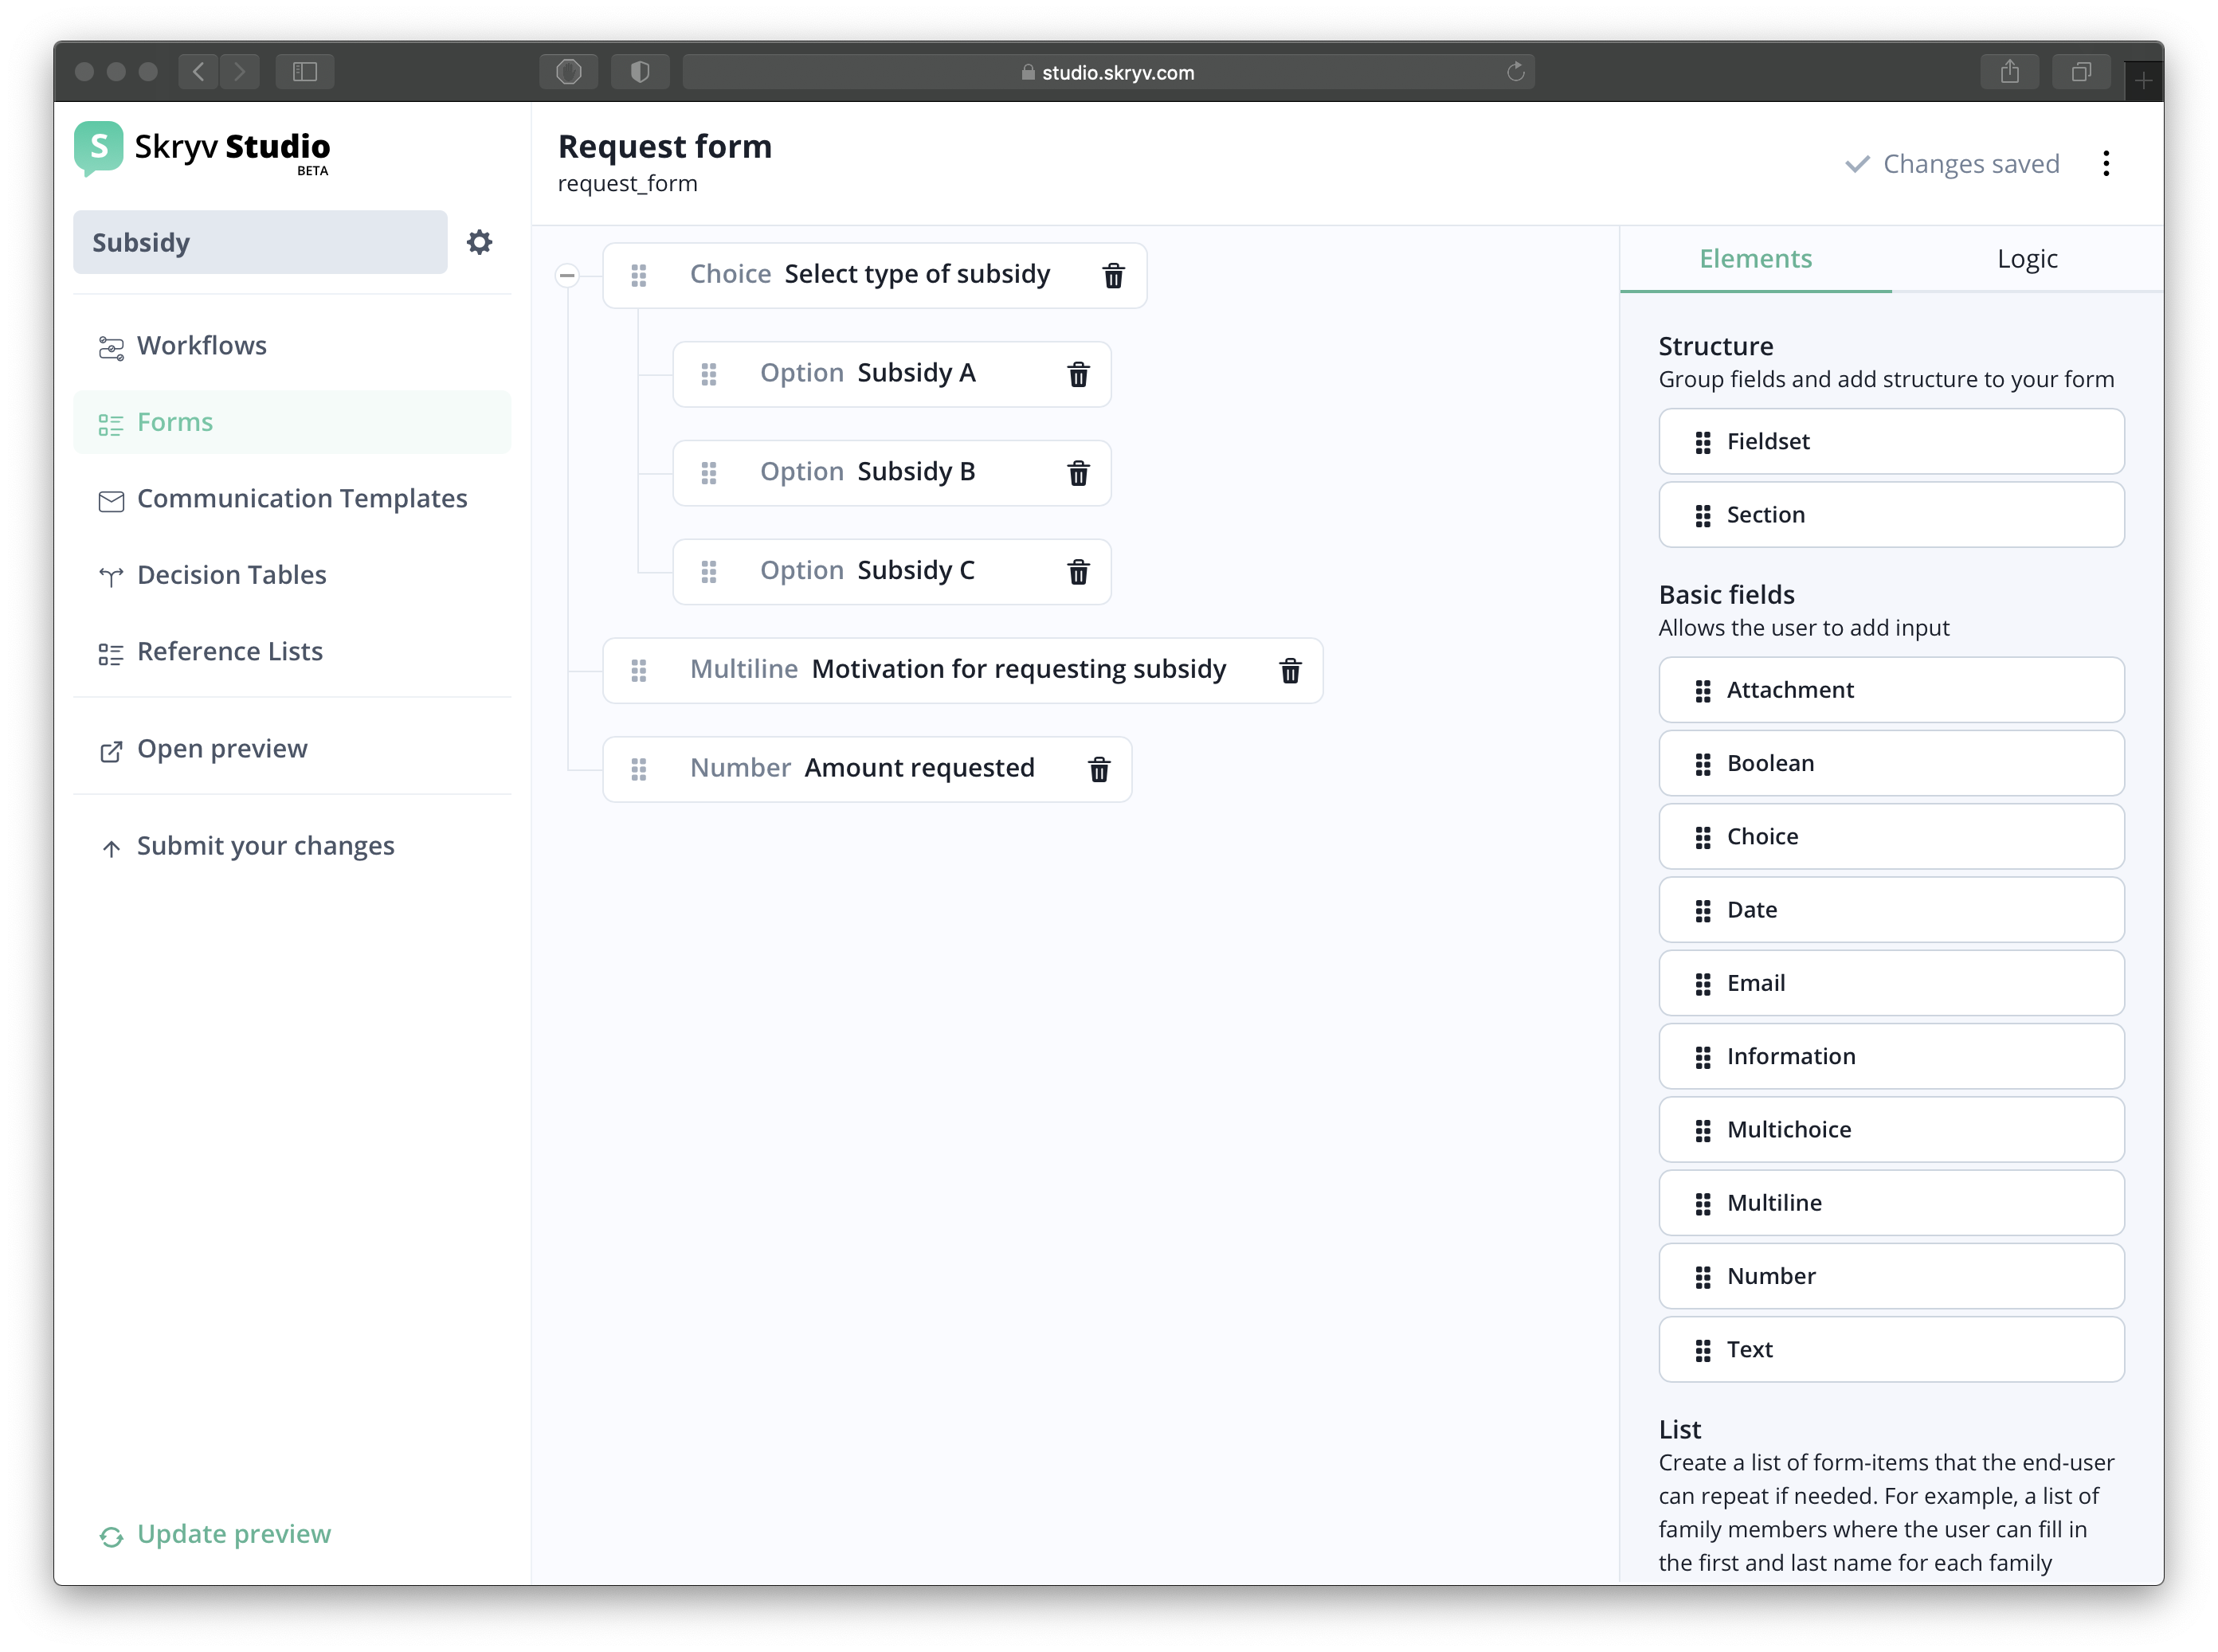 studio.skryv.com
S
Skryv Studio
BETA
Subsidy
Workflows
Forms
Communication Templates
Decision Tables
Reference Lists
Open preview
Submit your changes
Update preview
Request form
request_form
Changes saved
Choice Select type of subsidy
Option Subsidy A
Option Subsidy B
Option Subsidy C
Multiline Motivation for requesting subsidy
Number Amount requested
Elements Logic
Structure
Group fields and add structure to your form
Fieldset
Section
Basic fields
Allows the user to add input
Attachment
Boolean
Choice
Date
Email
Information
Multichoice
Multiline
Number
Text
List
Create a list of form-items that the end-user
can repeat if needed. For example, a list of
family members where the user can fill in
the first and last name for each family